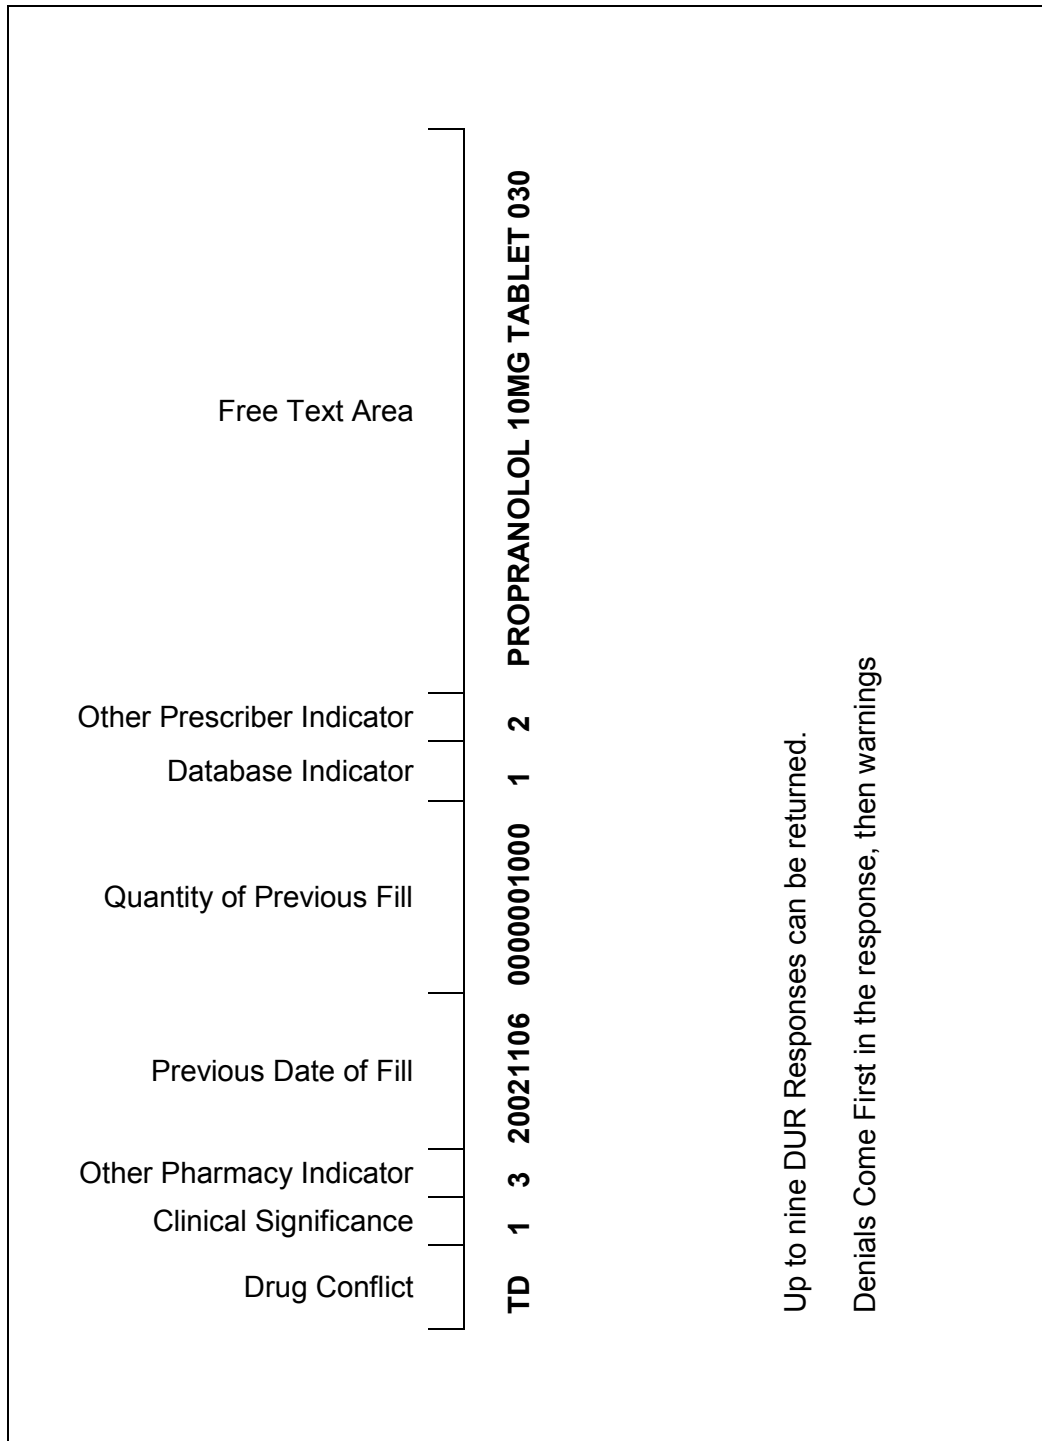 Free Text Area
Other Prescriber Indicator
Database Indicator
Quantity of Previous Fill
Previous Date of Fill
Other Pharmacy Indicator
Clinical Significance
Drug Conflict
TD 1 3 20021106 0000001000 1 2 PROPRANOLOL 10MG TABLET 030
Up to nine DUR Responses can be returned.
Denials Come First in the response, then warnings